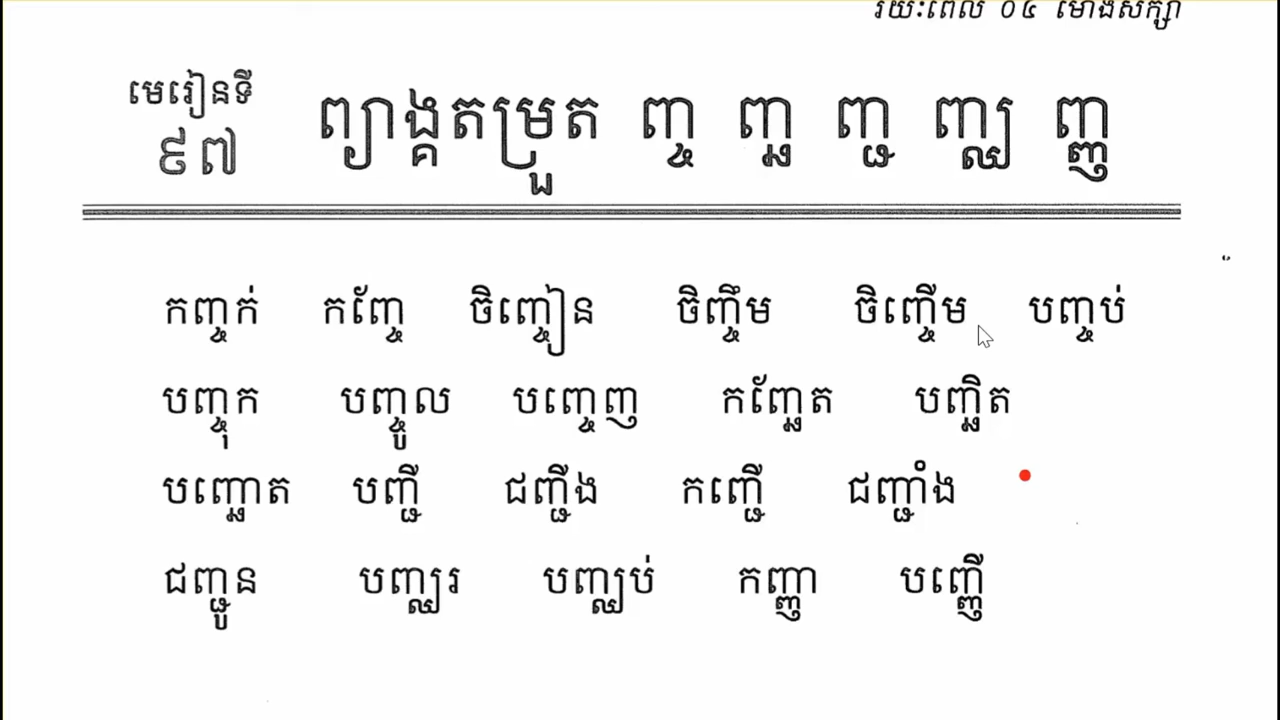 រយៈពេល ០៤ ម៉ោងសិក្សា
មេរៀនទី
៩៧
ព្យាង្គតម្រួត ញ្ច ញ្ឆ ញ្ជ ញ្ឈ ញ្ញ
កញ្ចក់ កញ្ចែ ចិញ្ចៀន ចិញ្ចឹម ចិញ្ចើម បញ្ចប់
បញ្ចុក បញ្ចូល បញ្ចេញ កញ្ឆែត បញ្ឆិត
បញ្ឆោត បញ្ជី ជញ្ជីង កញ្ជើ ជញ្ជាំង
ជញ្ជូន បញ្ឈរ បញ្ឈប់ កញ្ញា បញ្ញើ